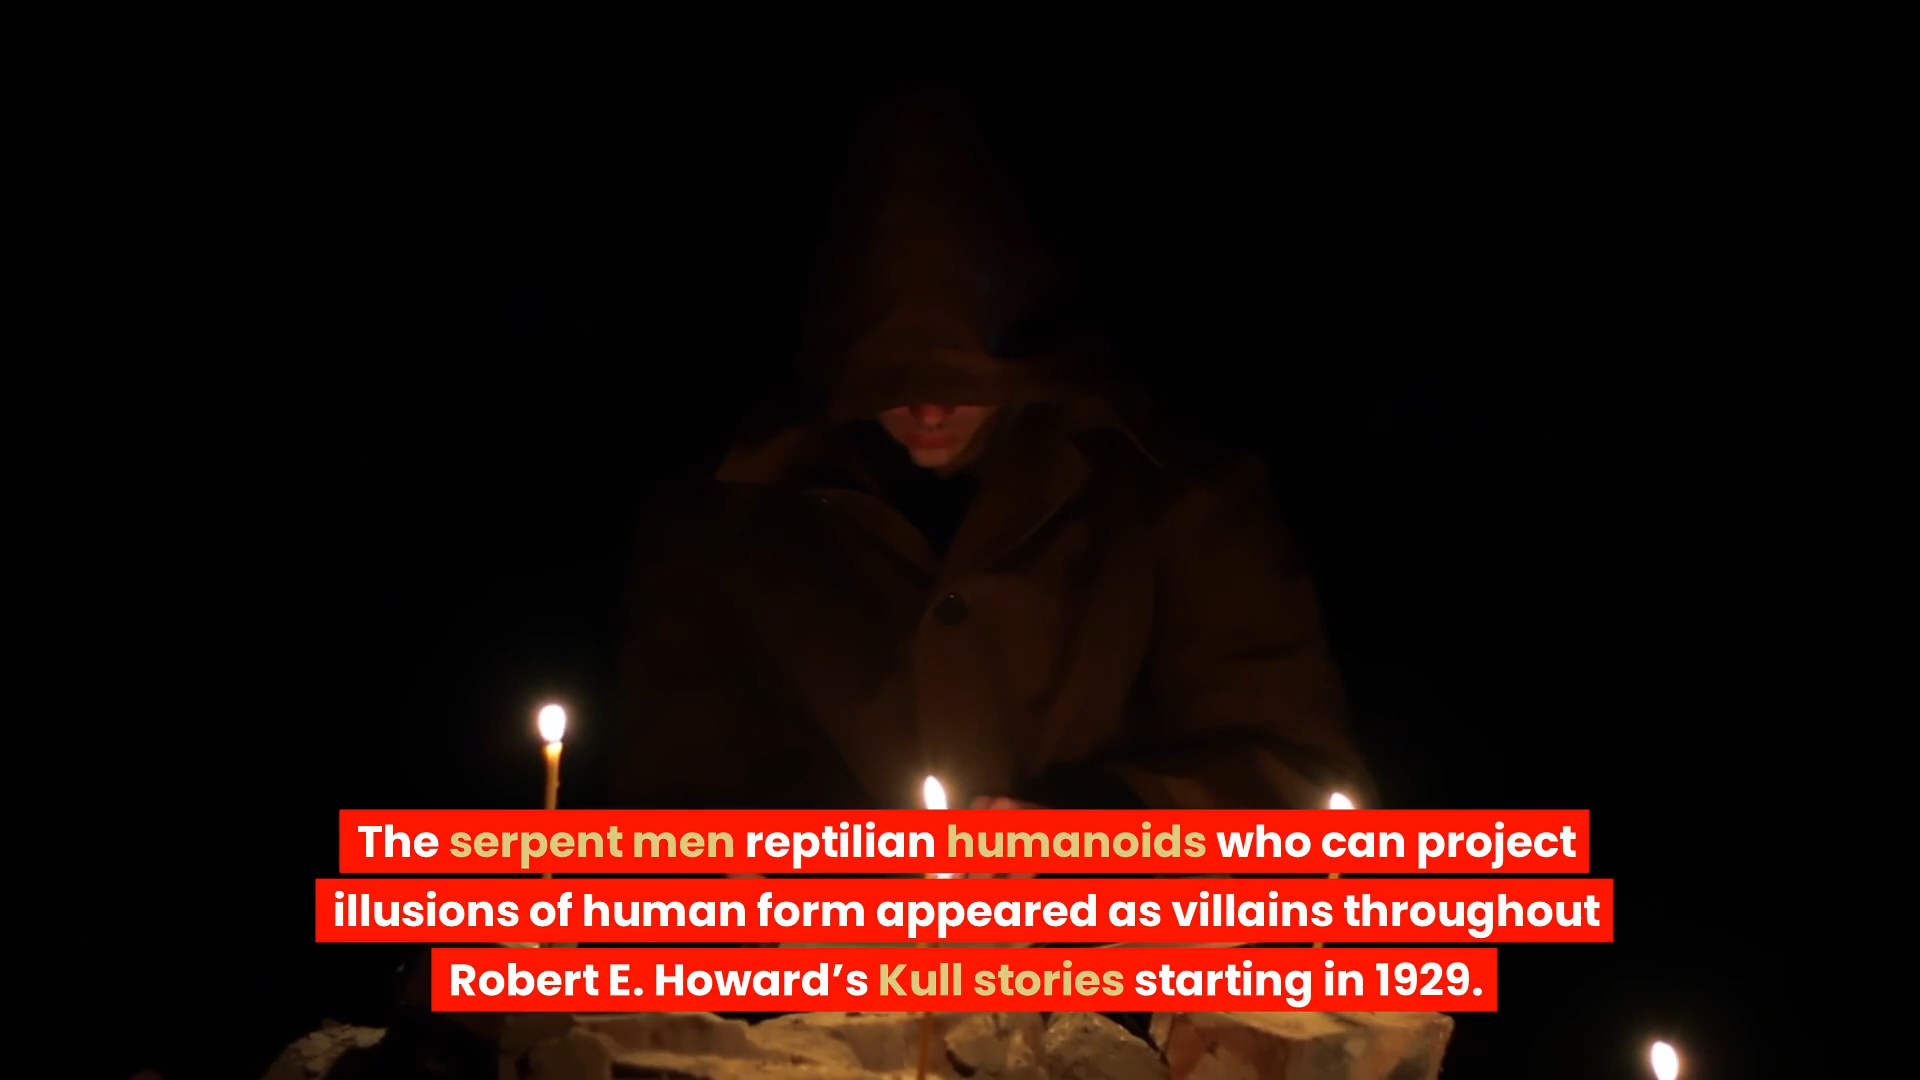 The serpent men reptilian humanoids who can project
illusions of human form appeared as villains throughout
Robert E. Howard’s Kull stories starting in 1929.